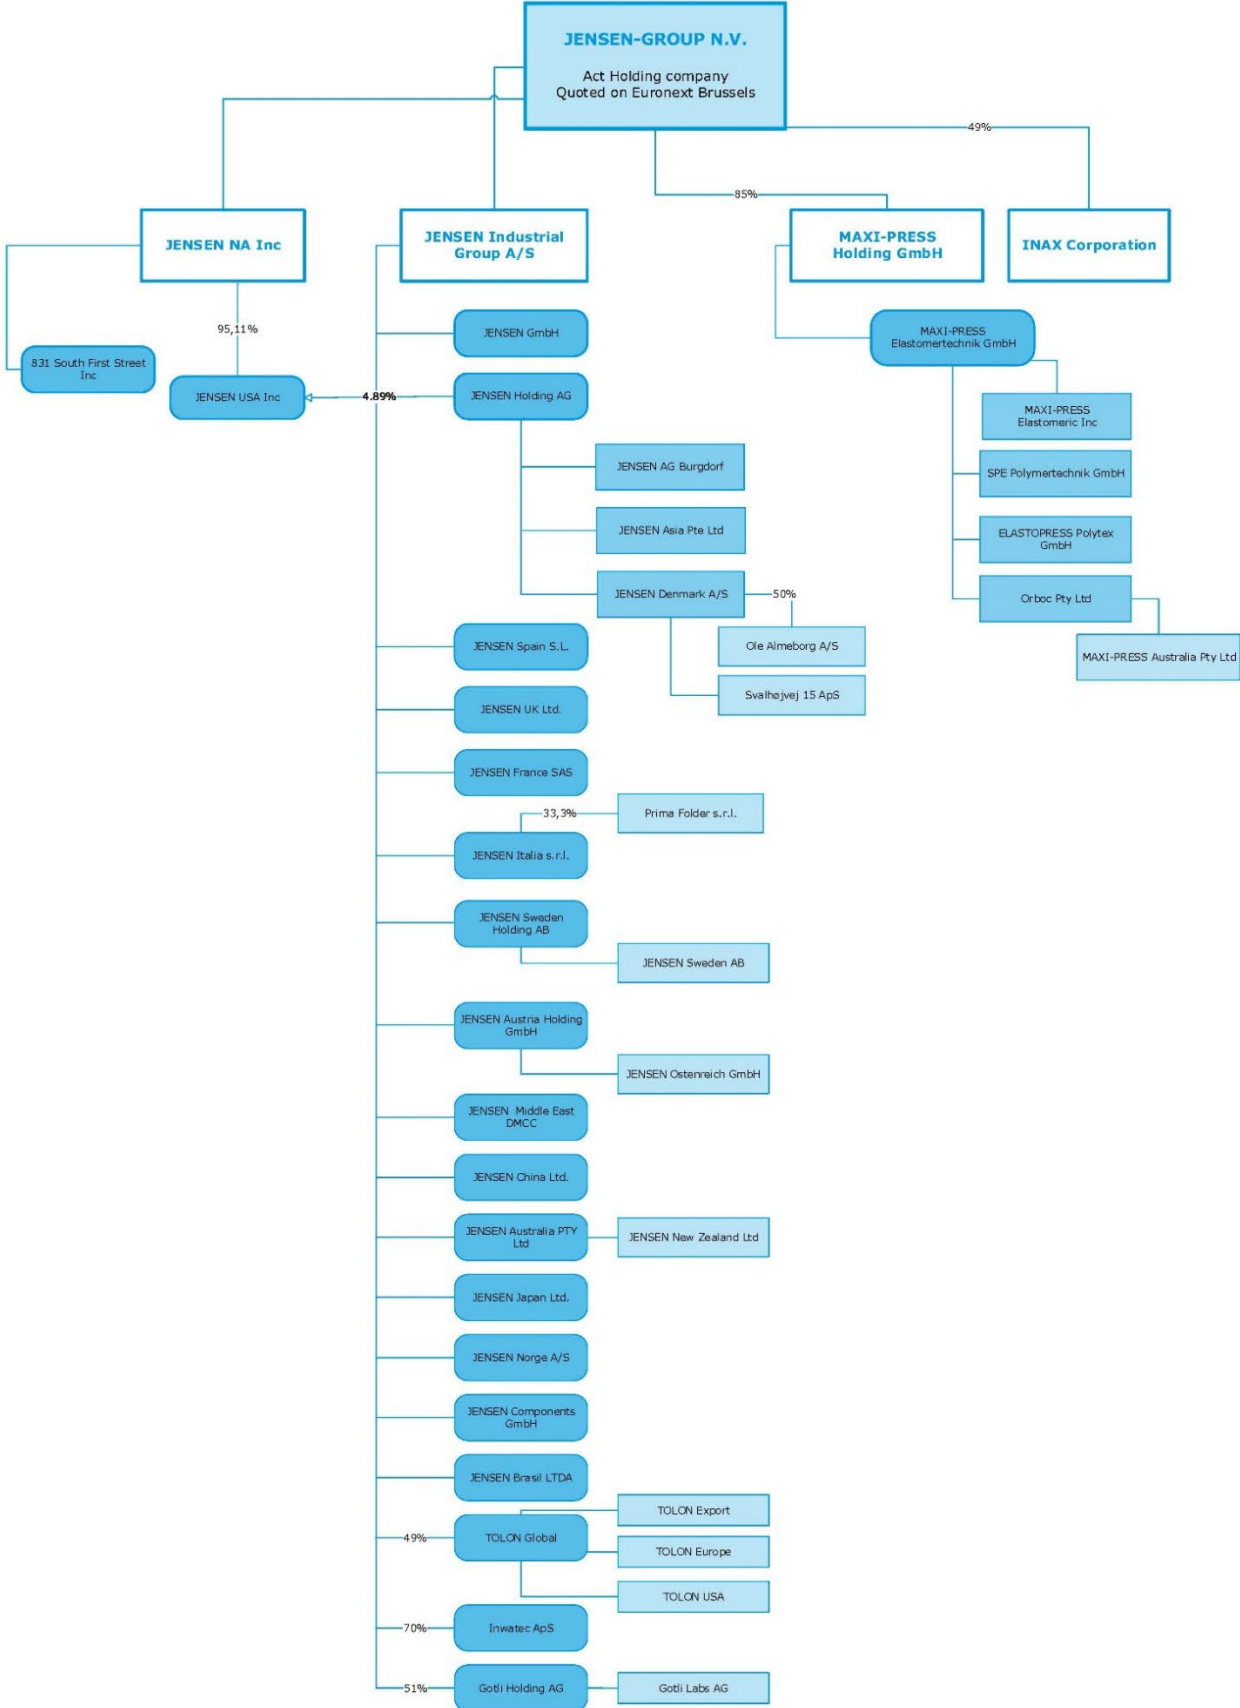 JENSEN-GROUP N.V.
Act Holding company
Quoted on Euronext Brussels
49%
85%
JENSEN NA Inc
JENSEN Industrial
Group A/S
MAXI-PRESS
Holding GmbH
INAX Corporation
95,11%
831 South First Street
Inc
JENSEN USA Inc
4.89%
JENSEN GmbH
JENSEN Holding AG
JENSEN AG Burgdorf
JENSEN Asia Pte Ltd
JENSEN Denmark A/S
50%
Ole Almeborg A/S
Svalhøjvej 15 ApS
MAXI-PRESS
Elastomertechnik GmbH
MAXI-PRESS
Elastomeric Inc
SPE Polymertechnik GmbH
ELASTOPRESS Polytex
GmbH
Orboc Pty Ltd
MAXI-PRESS Australia Pty Ltd
JENSEN Spain S.L.
JENSEN UK Ltd.
JENSEN France SAS
33,3%
Prima Folder s.r.l.
JENSEN Italia s.r.l.
JENSEN Sweden
Holding AB
JENSEN Sweden AB
JENSEN Austria Holding
GmbH
JENSEN Ostenreich GmbH
JENSEN Middle East
DMCC
JENSEN China Ltd.
JENSEN Australia PTY
Ltd
JENSEN New Zealand Ltd
JENSEN Japan Ltd.
JENSEN Norge A/S
JENSEN Components
GmbH
JENSEN Brasil LTDA
49%
TOLON Global
TOLON Export
TOLON Europe
TOLON USA
70%
Inwatec ApS
51%
Gotli Holding AG
Gotli Labs AG